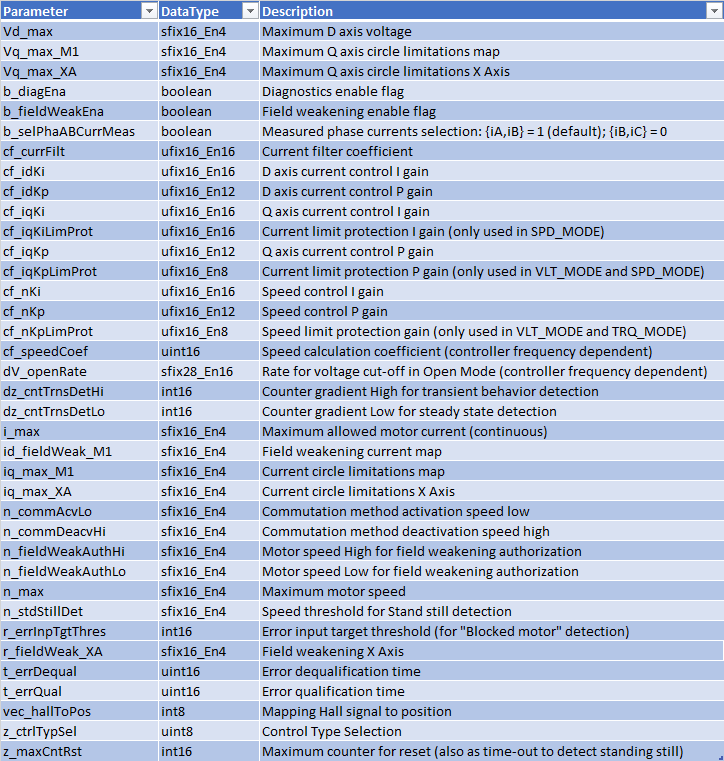 Parameter DataType Description
Vd_max sfix16_En4 Maximum D axis voltage
Vq_max_M1 sfix16_En4 Maximum Q axis circle limitations map
Vq_max_XA sfix16_En4 Maximum Q axis circle limitations X Axis
b_diagEna boolean Diagnostics enable flag
b_fieldWeakEna boolean Field weakening enable flag
b_selPhaABCurrMeas boolean Measured phase currents selection: {iA,iB} = 1 (default); {iB,iC} = 0
cf_currFilt ufix16_En16 Current filter coefficient
cf_idKi ufix16_En16 D axis current control I gain
cf_idKp ufix16_En12 D axis current control P gain
cf_iqKi ufix16_En16 Q axis current control I gain
cf_iqKiLimProt ufix16_En16 Current limit protection I gain (only used in SPD_MODE)
cf_iqKp ufix16_En12 Q axis current control P gain
cf_iqKpLimProt ufix16_En8 Current limit protection P gain (only used in VLT_MODE and SPD_MODE)
cf_nKi ufix16_En16 Speed control I gain
cf_nKp ufix16_En12 Speed control P gain
cf_nKpLimProt ufix16_En8 Speed limit protection gain (only used in VLT_MODE and TRQ_MODE)
cf_speedCoef uint16 Speed calculation coefficient (controller frequency dependent)
dV_openRate sfix28_En16 Rate for voltage cut-off in Open Mode (controller frequency dependent)
dz_cntTrnsDetHi int16 Counter gradient High for transient behavior detection
dz_cntTrnsDetLo int16 Counter gradient Low for steady state detection
i_max sfix16_En4 Maximum allowed motor current (continuous)
id_fieldWeak_M1 sfix16_En4 Field weakening current map
iq_max_M1 sfix16_En4 Current circle limitations map
iq_max_XA sfix16_En4 Current circle limitations X Axis
n_commAcvLo sfix16_En4 Commutation method activation speed low
n_commDeacvHi sfix16_En4 Commutation method deactivation speed high
n_fieldWeakAuthHi sfix16_En4 Motor speed High for field weakening authorization
n_fieldWeakAuthLo sfix16_En4 Motor speed Low for field weakening authorization
n_max sfix16_En4 Maximum motor speed
n_stdStillDet sfix16_En4 Speed threshold for Stand still detection
r_errInpTgtThres int16 Error input target threshold (for "Blocked motor" detection)
r_fieldWeak_XA sfix16_En4 Field weakening X Axis
t_errDequal uint16 Error dequalification time
t_errQual uint16 Error qualification time
vec_hallToPos int8 Mapping Hall signal to position
z_ctrlTypSel uint8 Control Type Selection
z_maxCntRst int16 Maximum counter for reset (also as time-out to detect standing still)